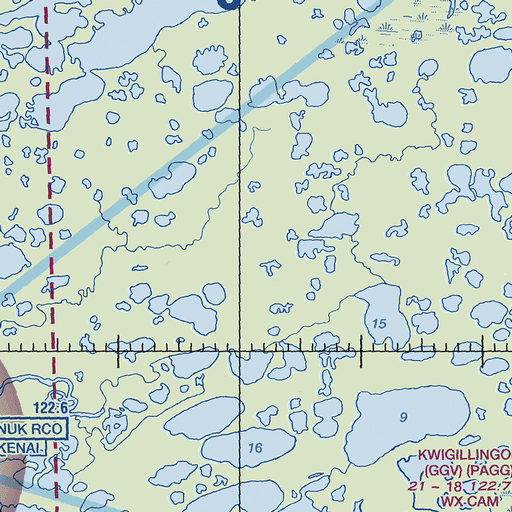 15
122.6
NUK RCO
KENAI
9
16
KWIGILLINGO
(GGV) (PAGG)
21 - 18 122.7
WX CAM